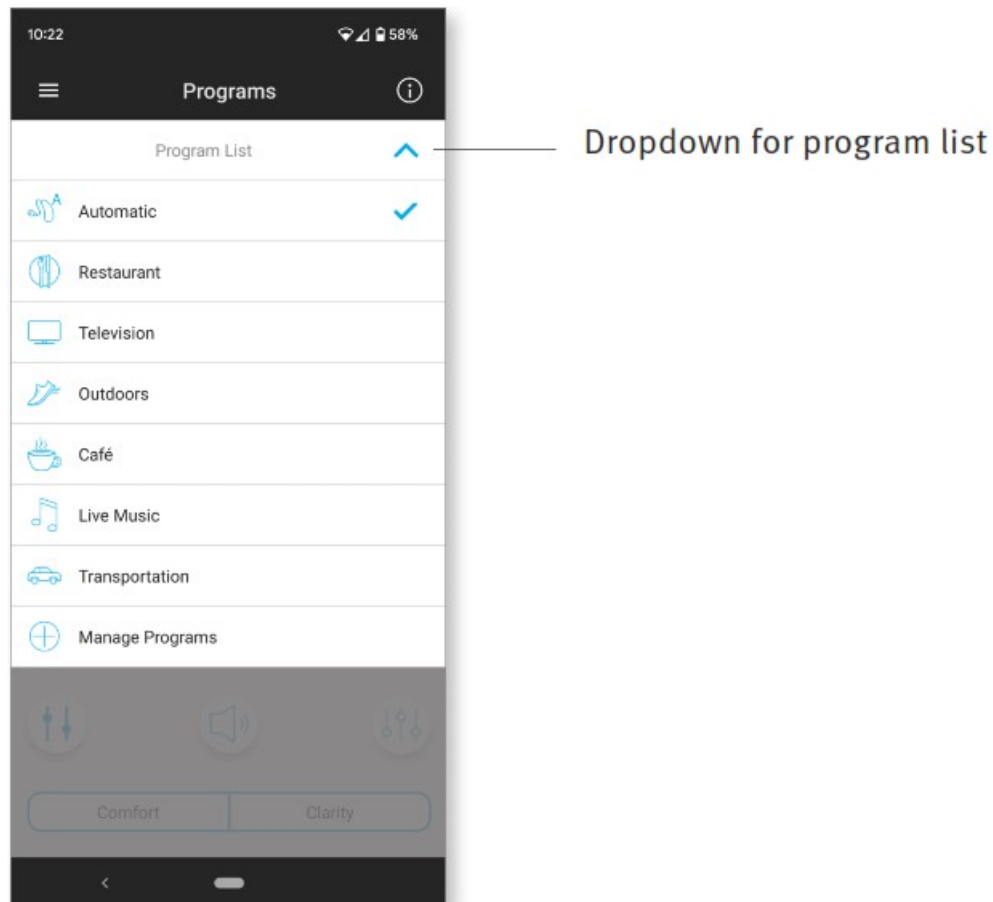 10:22 58%
Programs
Program List
Dropdown for program list
Automatic
Restaurant
Television
Outdoors
Café
Live Music
Transportation
Manage Programs
Comfort Clarity